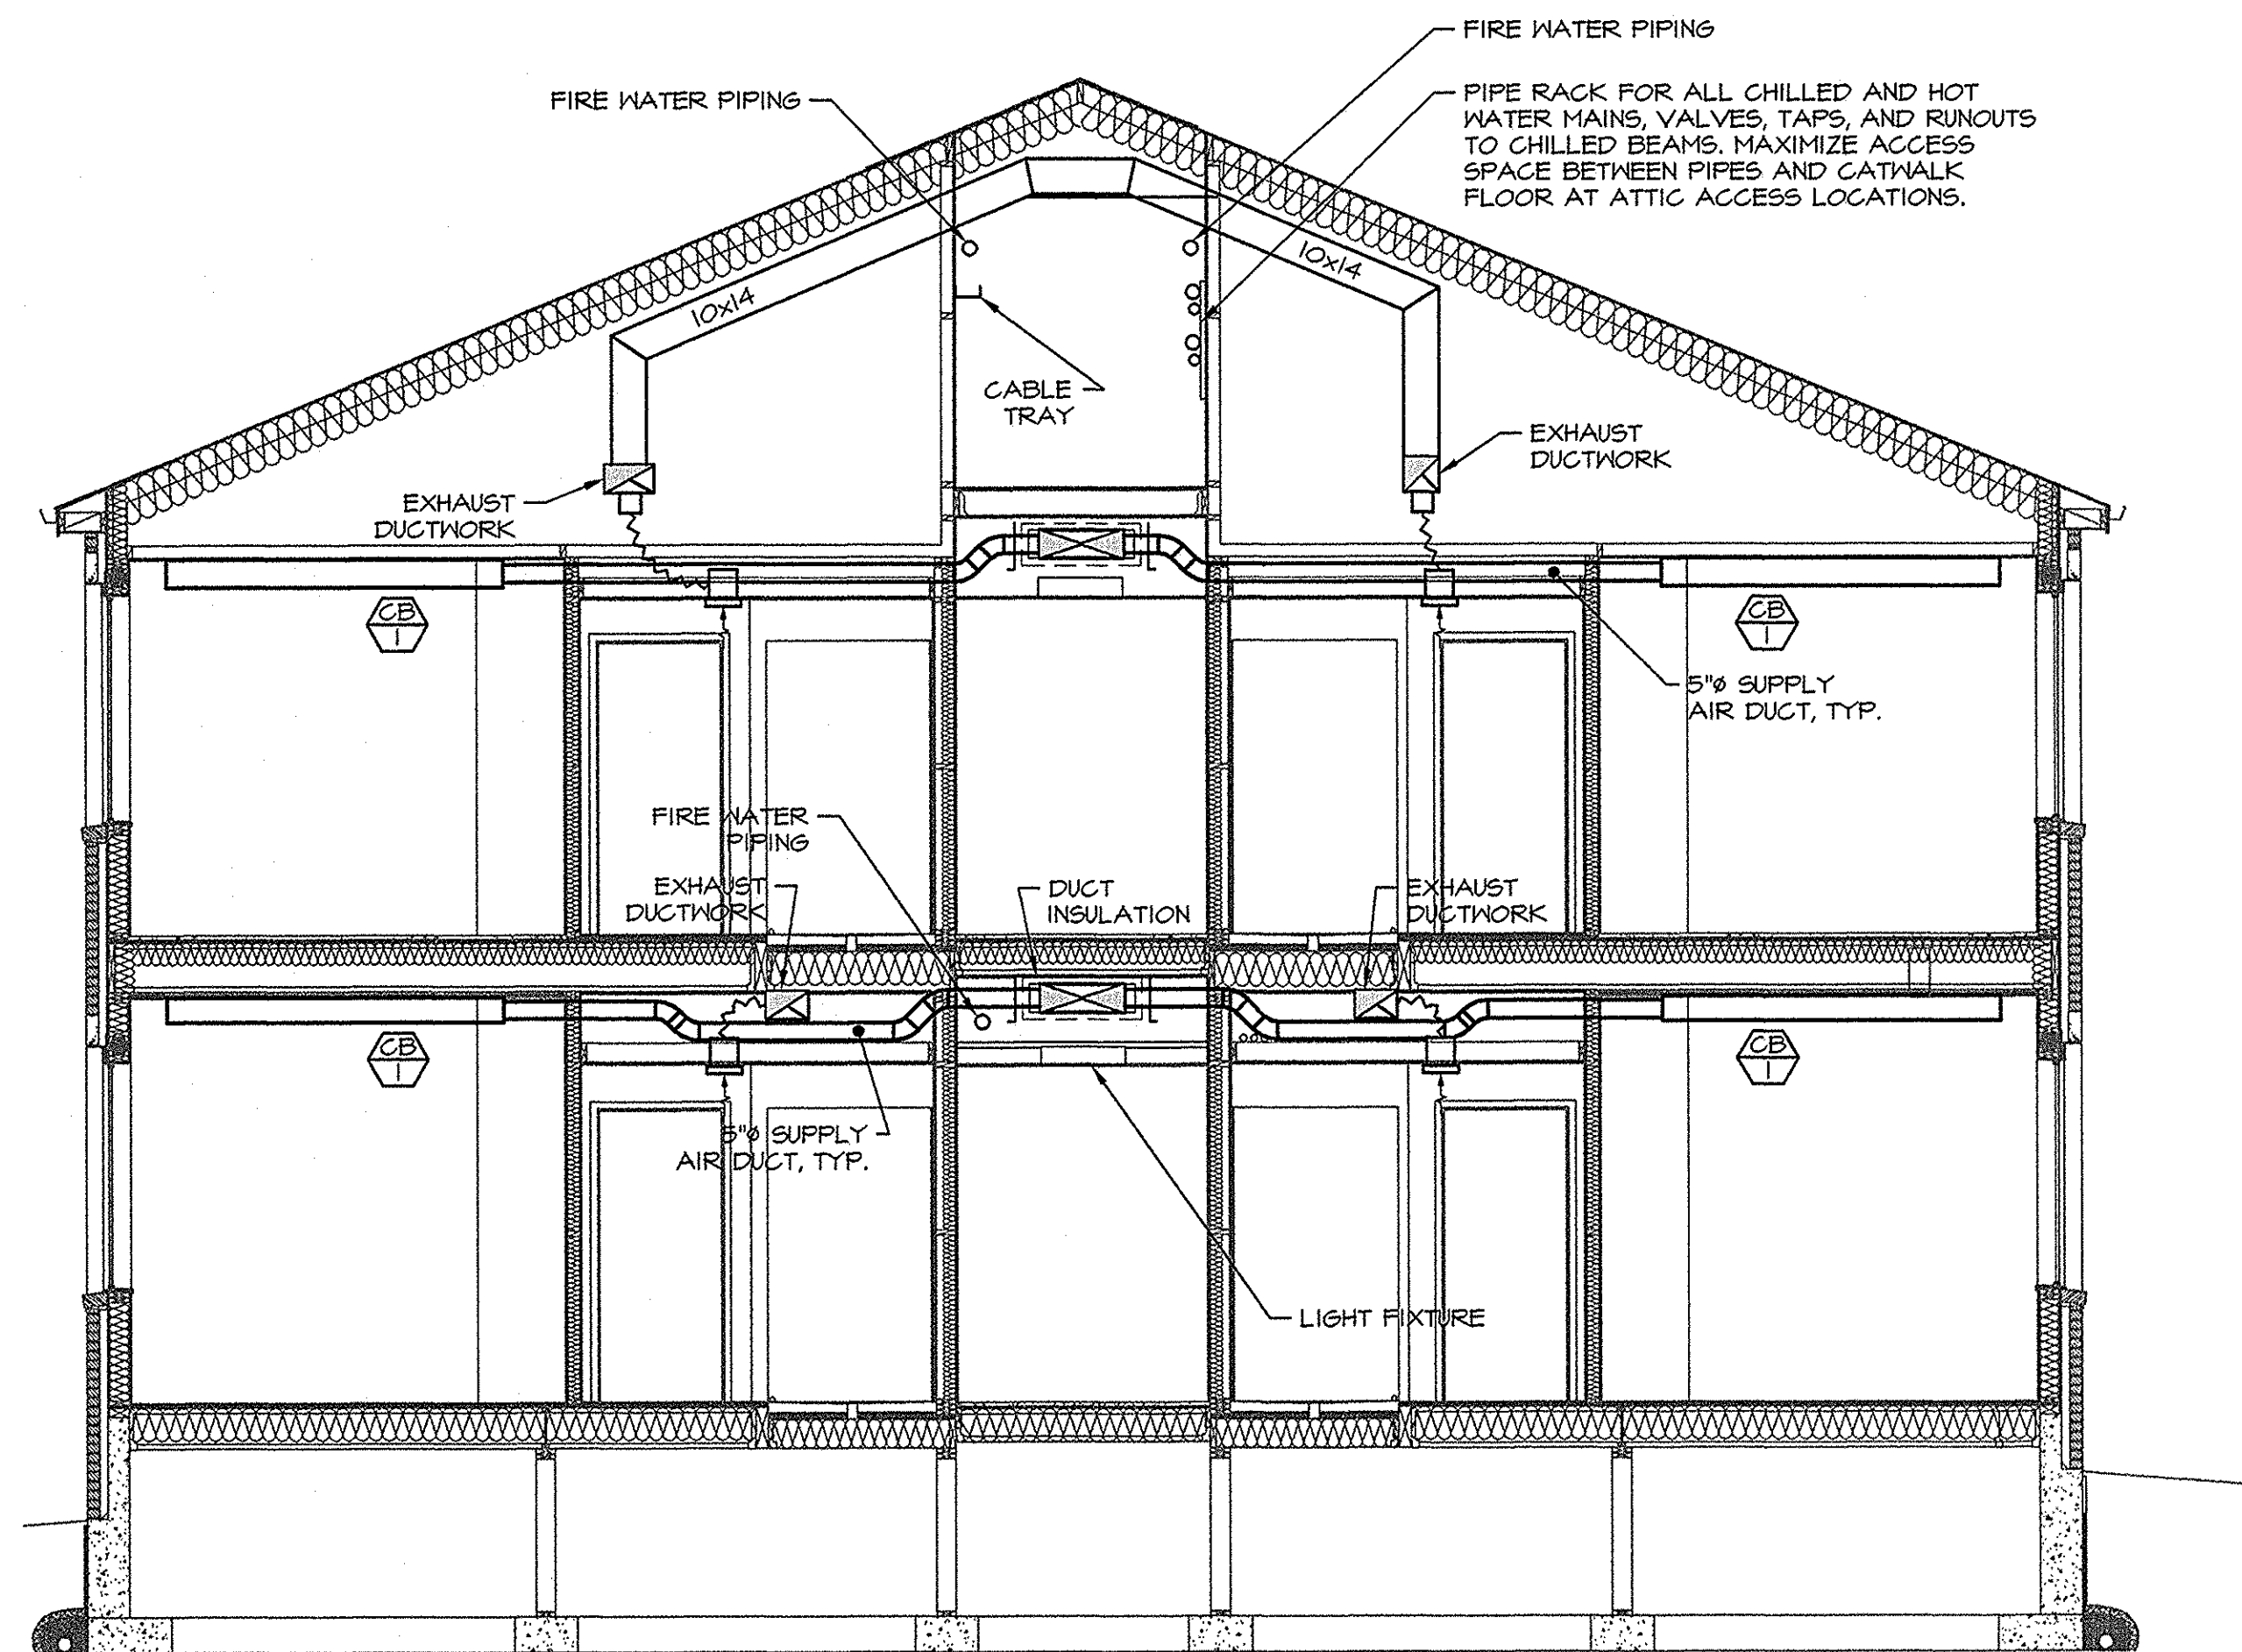 FIRE WATER PIPING
FIRE WATER PIPING
PIPE RACK FOR ALL CHILLED AND HOT
WATER MAINS, VALVES, TAPS, AND RUNOUTS
TO CHILLED BEAMS. MAXIMIZE ACCESS
SPACE BETWEEN PIPES AND CATWALK
FLOOR AT ATTIC ACCESS LOCATIONS.
10x14
10x14
CABLE
TRAY
EXHAUST
DUCTWORK
EXHAUST
DUCTWORK
CB
1
CB
1
5"ø SUPPLY
AIR DUCT, TYP.
FIRE WATER
PIPING
EXHAUST
DUCTWORK
DUCT
INSULATION
EXHAUST
DUCTWORK
CB
1
CB
1
5"ø SUPPLY
AIR DUCT, TYP.
LIGHT FIXTURE